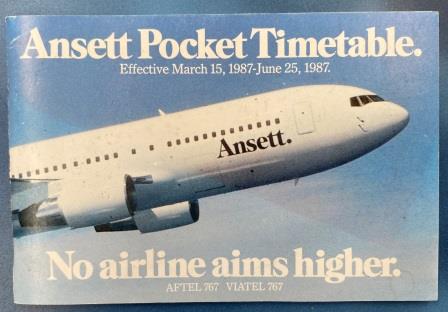 Ansett Pocket Timetable.
Effective March 15, 1987-June 25, 1987.
Ansett.
No airline aims higher.
AFTEL 767 VIATEL 767